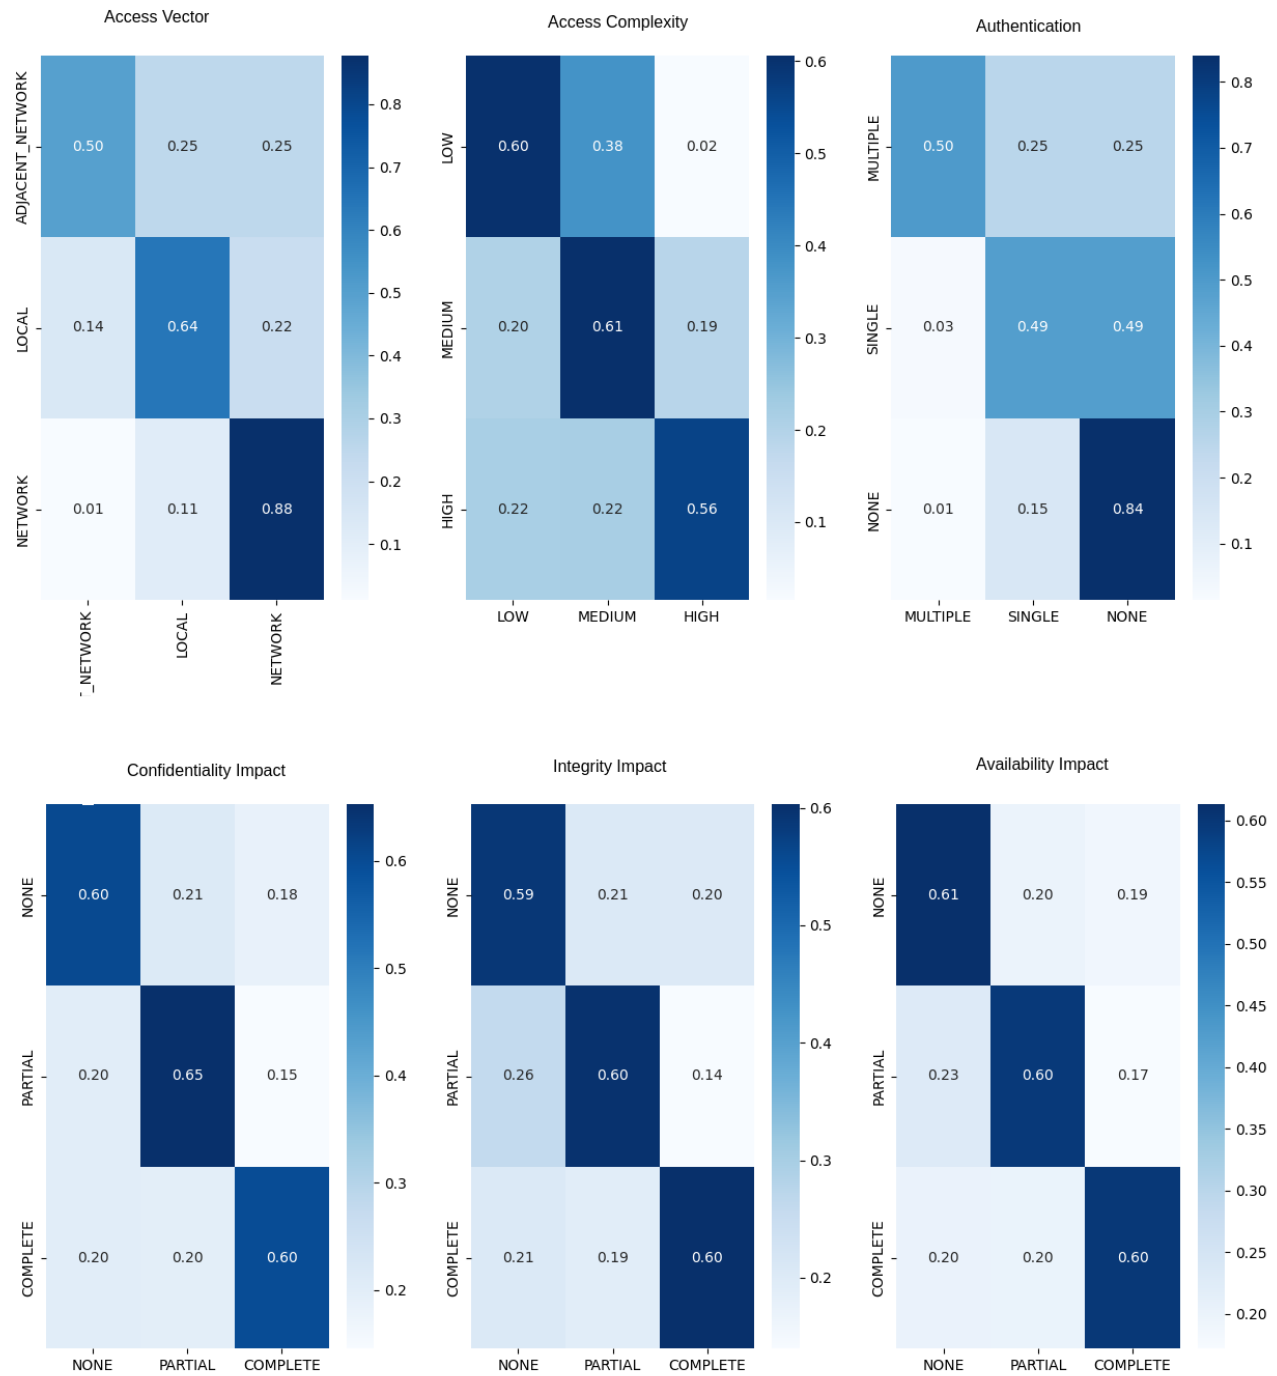 Access Vector
ADJACENT_NETWORK
LOCAL
NETWORK
0.50 0.25 0.25
0.14 0.64 0.22
0.01 0.11 0.88
T_NETWORK
LOCAL
NETWORK
0.8
0.7
0.6
0.5
0.4
0.3
0.2
0.1
Access Complexity
LOW
MEDIUM
HIGH
0.60 0.38 0.02
0.20 0.61 0.19
0.22 0.22 0.56
LOW MEDIUM HIGH
0.6
0.5
0.4
0.3
0.2
0.1
Authentication
MULTIPLE
SINGLE
NONE
0.50 0.25 0.25
0.03 0.49 0.49
0.01 0.15 0.84
MULTIPLE SINGLE NONE
0.8
0.7
0.6
0.5
0.4
0.3
0.2
0.1
Confidentiality Impact
NONE
PARTIAL
COMPLETE
0.60 0.21 0.18
0.20 0.65 0.15
0.20 0.20 0.60
NONE PARTIAL COMPLETE
0.6
0.5
0.4
0.3
0.2
Integrity Impact
NONE
PARTIAL
COMPLETE
0.59 0.21 0.20
0.26 0.60 0.14
0.21 0.19 0.60
NONE PARTIAL COMPLETE
0.6
0.5
0.4
0.3
0.2
Availability Impact
NONE
PARTIAL
COMPLETE
0.61 0.20 0.19
0.23 0.60 0.17
0.20 0.20 0.60
NONE PARTIAL COMPLETE
0.60
0.55
0.50
0.45
0.40
0.35
0.30
0.25
0.20